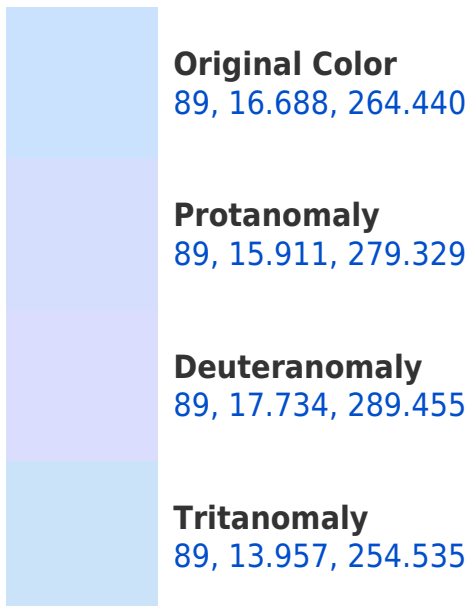 Original Color
89, 16.688, 264.440
Protanomaly
89, 15.911, 279.329
Deuteranomaly
89, 17.734, 289.455
Tritanomaly
89, 13.957, 254.535